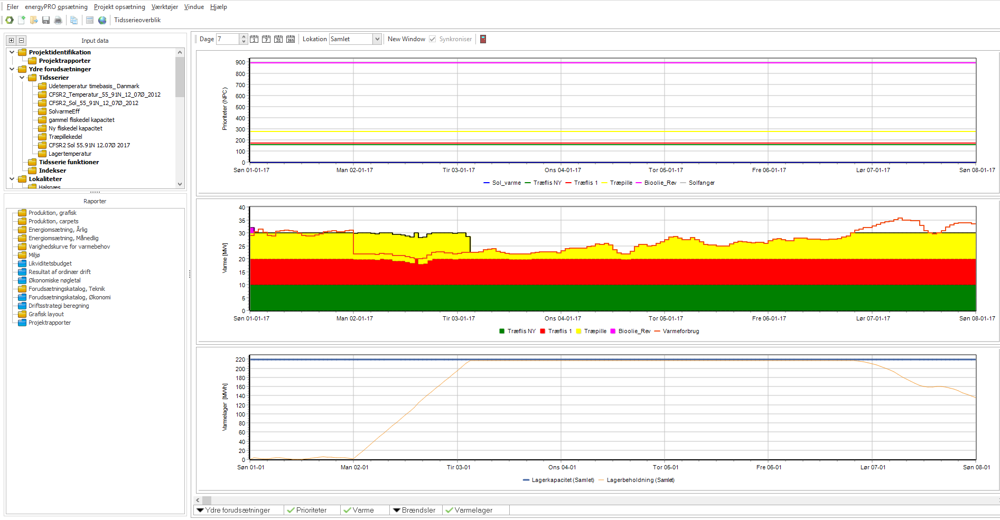 Filer energyPRO opsætning Projekt opsætning Værktøjer Vindue Hjælp
Tidsserieoverblik
Input data
Projektidentifikation
Projektrapporter
Ydre forudsætninger
Tidsserier
Udetemperatur timebasis_ Danmark
CFSR2_Temperatur_55_91N_12_07Ø_2012
CFSR2_Sol_55_91N_12_07Ø_2012
SolvarmeEff
gammel fliskedel kapacitet
Ny fliskedel kapacitet
Træpillekedel
CFSR2 Sol 55.91N 12.07Ø 2017
Lagertemperatur
Tidsserie funktioner
Indekser
Lokaliteter
Halsnæs
Raporter
Produktion, grafisk
Produktion, carpets
Energiomsætning, Årlig
Energiomsætning, Månedlig
Varighedskurve for varmebehov
Miljø
Likviditetsbudget
Resultat af ordinær drift
Økonomiske nøgletal
Forudsætningskatalog, Teknik
Forudsætningskatalog, Økonomi
Driftsstrategi beregning
Grafisk layout
Projektrapporter
Dage 7 1 7 31 365 Lokation Samlet New Window Synkroniser
Prioriteter (NPC)
900
800
700
600
500
400
300
200
100
0
Søn 01-01-17 Man 02-01-17 Tir 03-01-17 Ons 04-01-17 Tor 05-01-17 Fre 06-01-17 Lør 07-01-17 Søn 08-01-17
Sol_varme Træflis NY Træflis 1 Træpille Bioolie_Rev Solfanger
Varme [MW]
40
35
30
25
20
15
10
5
0
Søn 01-01-17 Man 02-01-17 Tir 03-01-17 Ons 04-01-17 Tor 05-01-17 Fre 06-01-17 Lør 07-01-17 Søn 08-01-17
Træflis NY Træflis 1 Træpille Bioolie_Rev Varmeforbrug
Varmelager [MWh]
220
200
180
160
140
120
100
80
60
40
20
0
Søn 01-01 Man 02-01 Tir 03-01 Ons 04-01 Tor 05-01 Fre 06-01 Lør 07-01 Søn 08-01
Lagerkapacitet (Samlet) Lagerbeholdning (Samlet)
Ydre forudsætninger Prioriteter Varme Brændsler Varmelager